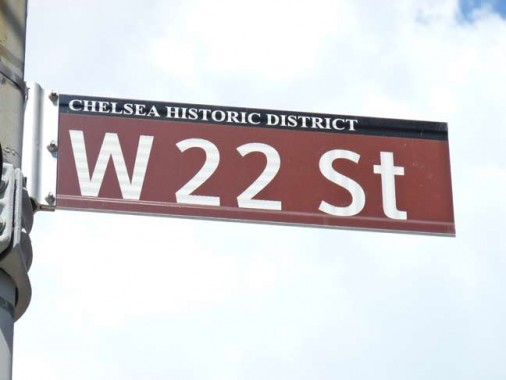 CHELSEA HISTORIC DISTRICT
W 22 St